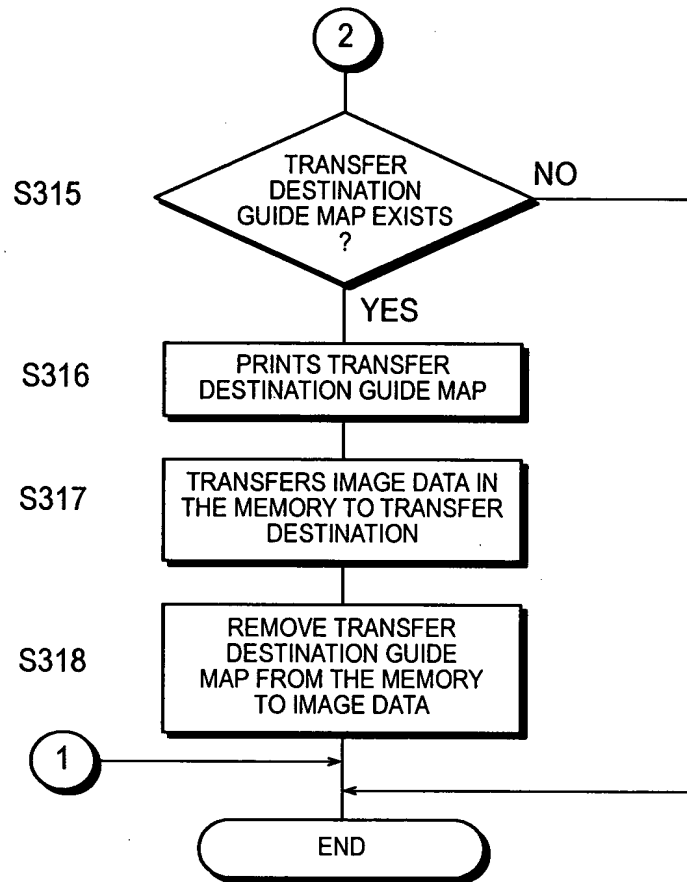 2
S315
TRANSFER
DESTINATION
GUIDE MAP EXISTS
?
NO
YES
S316
PRINTS TRANSFER
DESTINATION GUIDE MAP
S317
TRANSFERS IMAGE DATA IN
THE MEMORY TO TRANSFER
DESTINATION
S318
REMOVE TRANSFER
DESTINATION GUIDE
MAP FROM THE MEMORY
TO IMAGE DATA
1
END